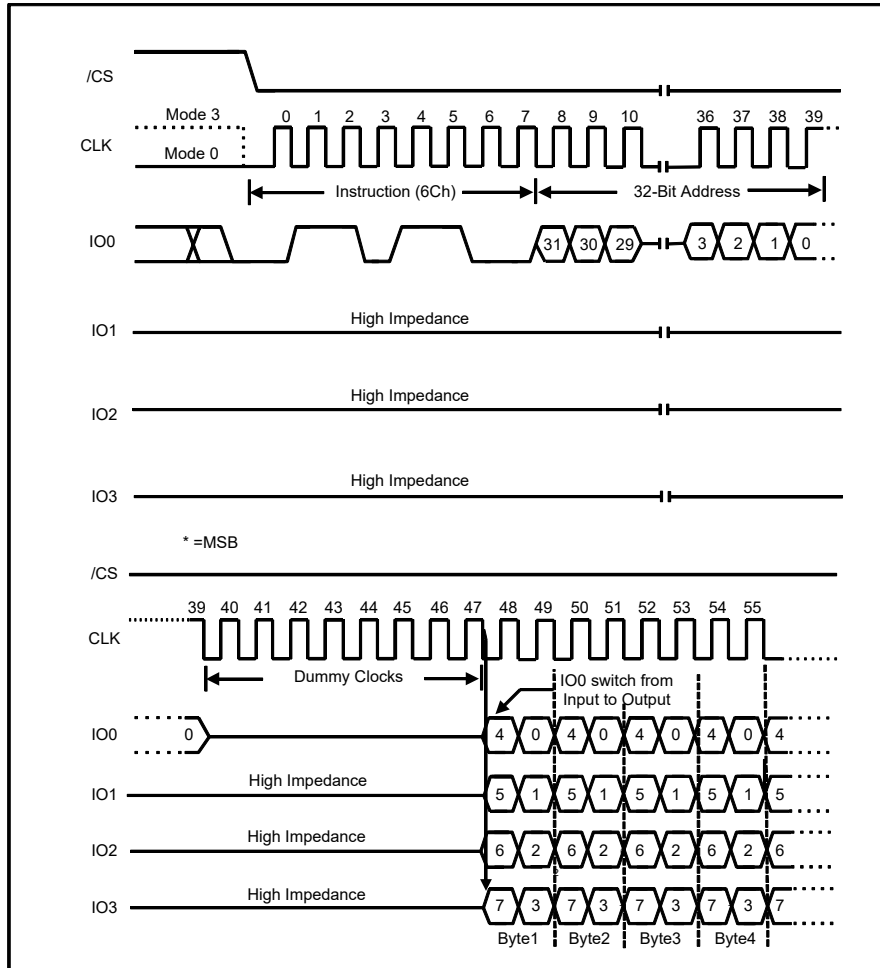 /CS
Mode 3
0 1 2 3 4 5 6 7 8 9 10 36 37 38 39
CLK
Mode 0
Instruction (6Ch) 32-Bit Address
IO0
31 30 29 3 2 1 0
High Impedance
IO1
High Impedance
IO2
High Impedance
IO3
* =MSB
/CS
39 40 41 42 43 44 45 46 47 48 49 50 51 52 53 54 55
CLK
Dummy Clocks
IO0 switch from
Input to Output
IO0 0 4 0 4 0 4 0 4 0 4
High Impedance
IO1 5 1 5 1 5 1 5 1 5
High Impedance
IO2 6 2 6 2 6 2 6 2 6
High Impedance
IO3 7 3 7 3 7 3 7 3 7
Byte1 Byte2 Byte3 Byte4